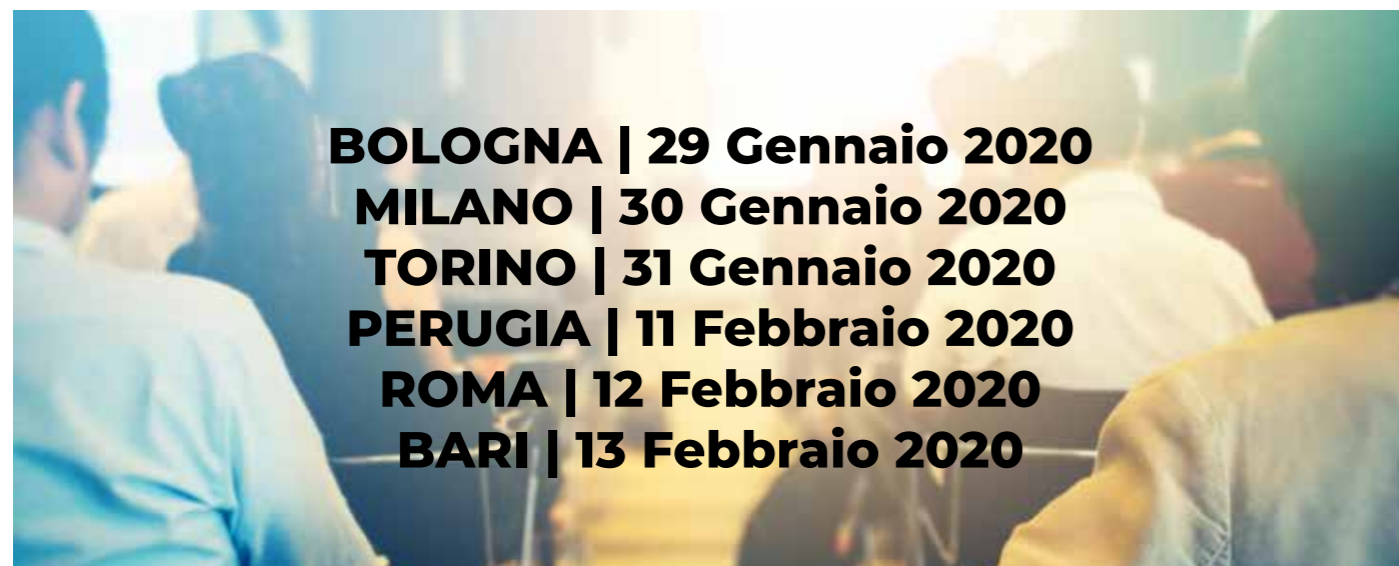 BOLOGNA | 29 Gennaio 2020
MILANO | 30 Gennaio 2020
TORINO | 31 Gennaio 2020
PERUGIA | 11 Febbraio 2020
ROMA | 12 Febbraio 2020
BARI | 13 Febbraio 2020